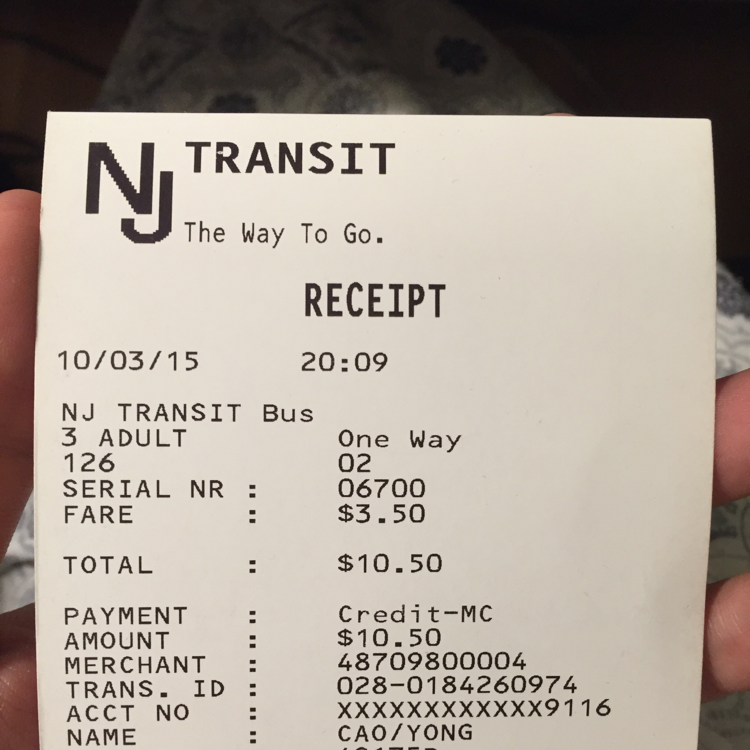 NJ TRANSIT
The Way To Go.
RECEIPT
10/03/15 20:09
NJ TRANSIT Bus
3 ADULT One Way
126 02
SERIAL NR : 06700
FARE : $3.50
TOTAL : $10.50
PAYMENT : Credit-MC
AMOUNT : $10.50
MERCHANT : 48709800004
TRANS. ID : 028-0184260974
ACCT NO : XXXXXXXXXXXX9116
NAME : CAO/YONG